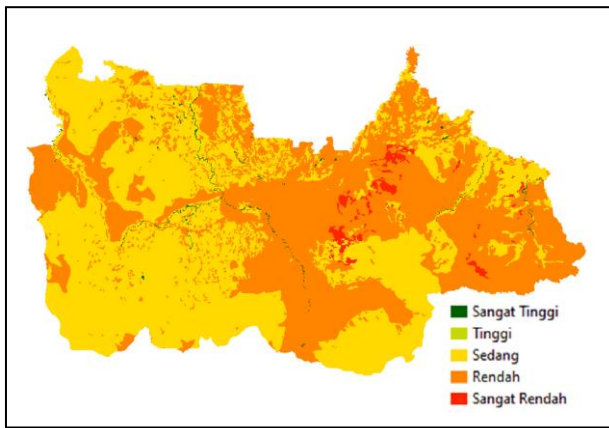 Sangat Tinggi
Tinggi
Sedang
Rendah
Sangat Rendah